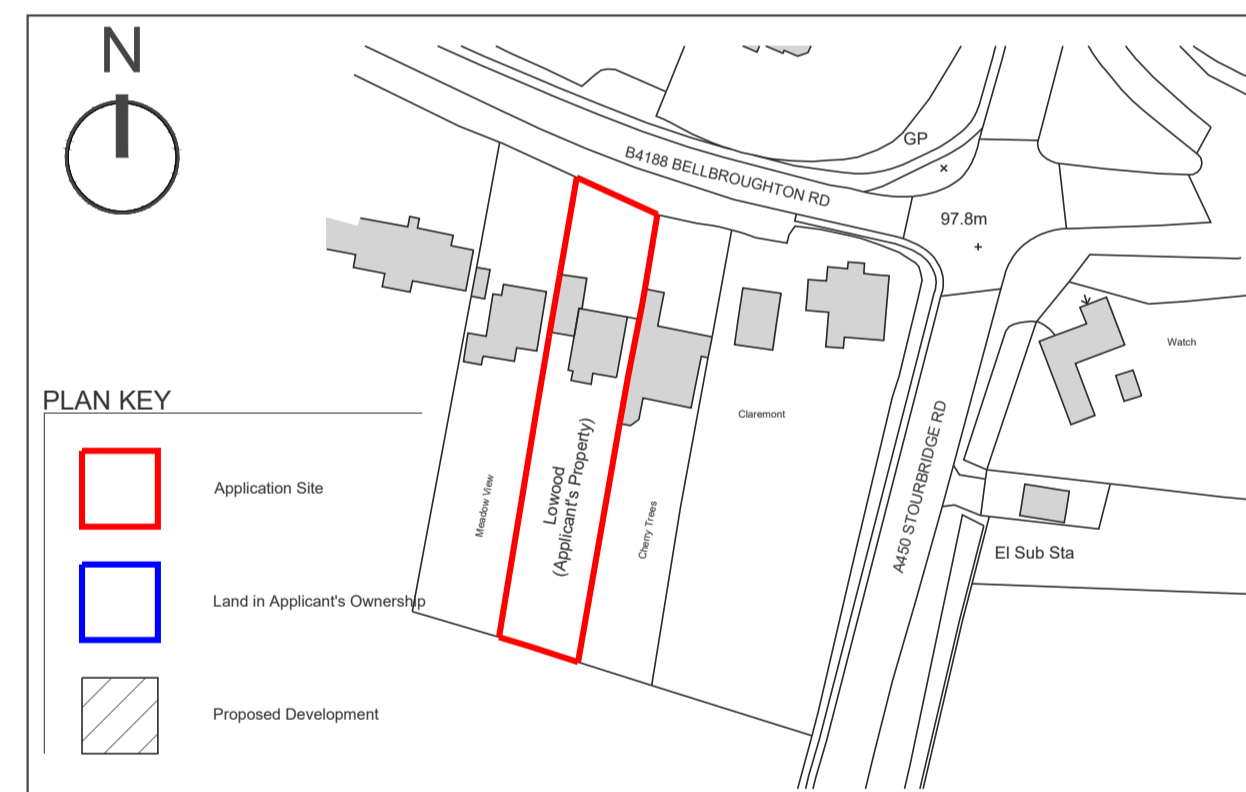 N
GP
B4188 BELLBROUGHTON RD
97.8m
Watch
PLAN KEY
Claremont
Application Site
Meadow View
Lowood
(Applicant's Property)
Cherry Trees
A450 STOURBRIDGE RD
El Sub Sta
Land in Applicant's Ownership
Proposed Development